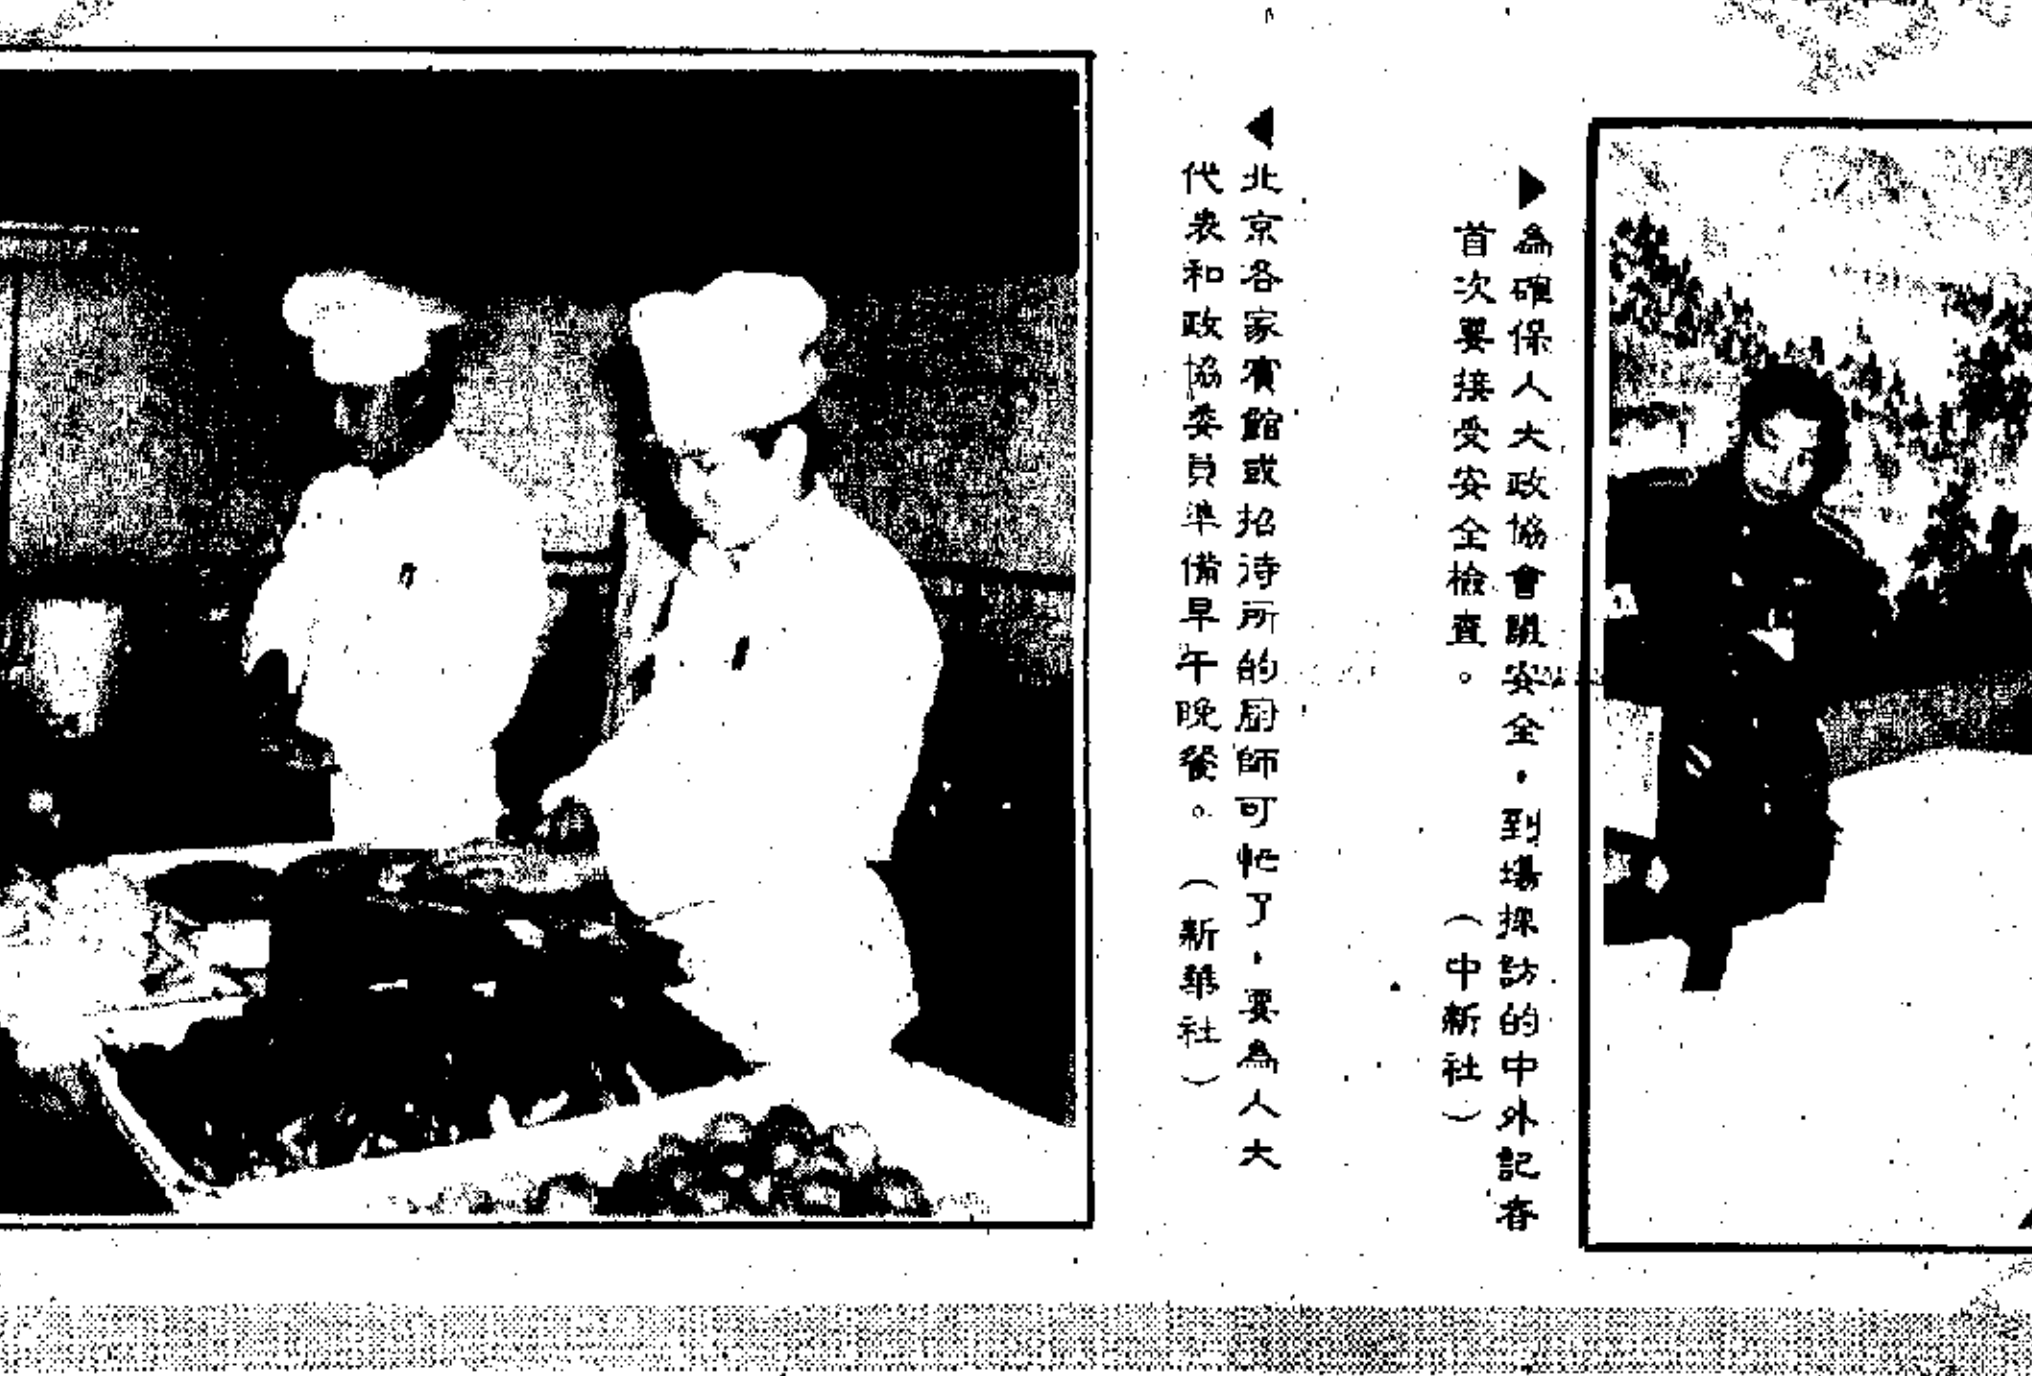 ▶為確保人大政協會議安全，到場採訪的中外記者
首次要接受安全檢查。（中新社）
◀北京各家賓館或招待所的廚師可忙了，要為人大
代表和政協委員準備早午晚餐。（新華社）